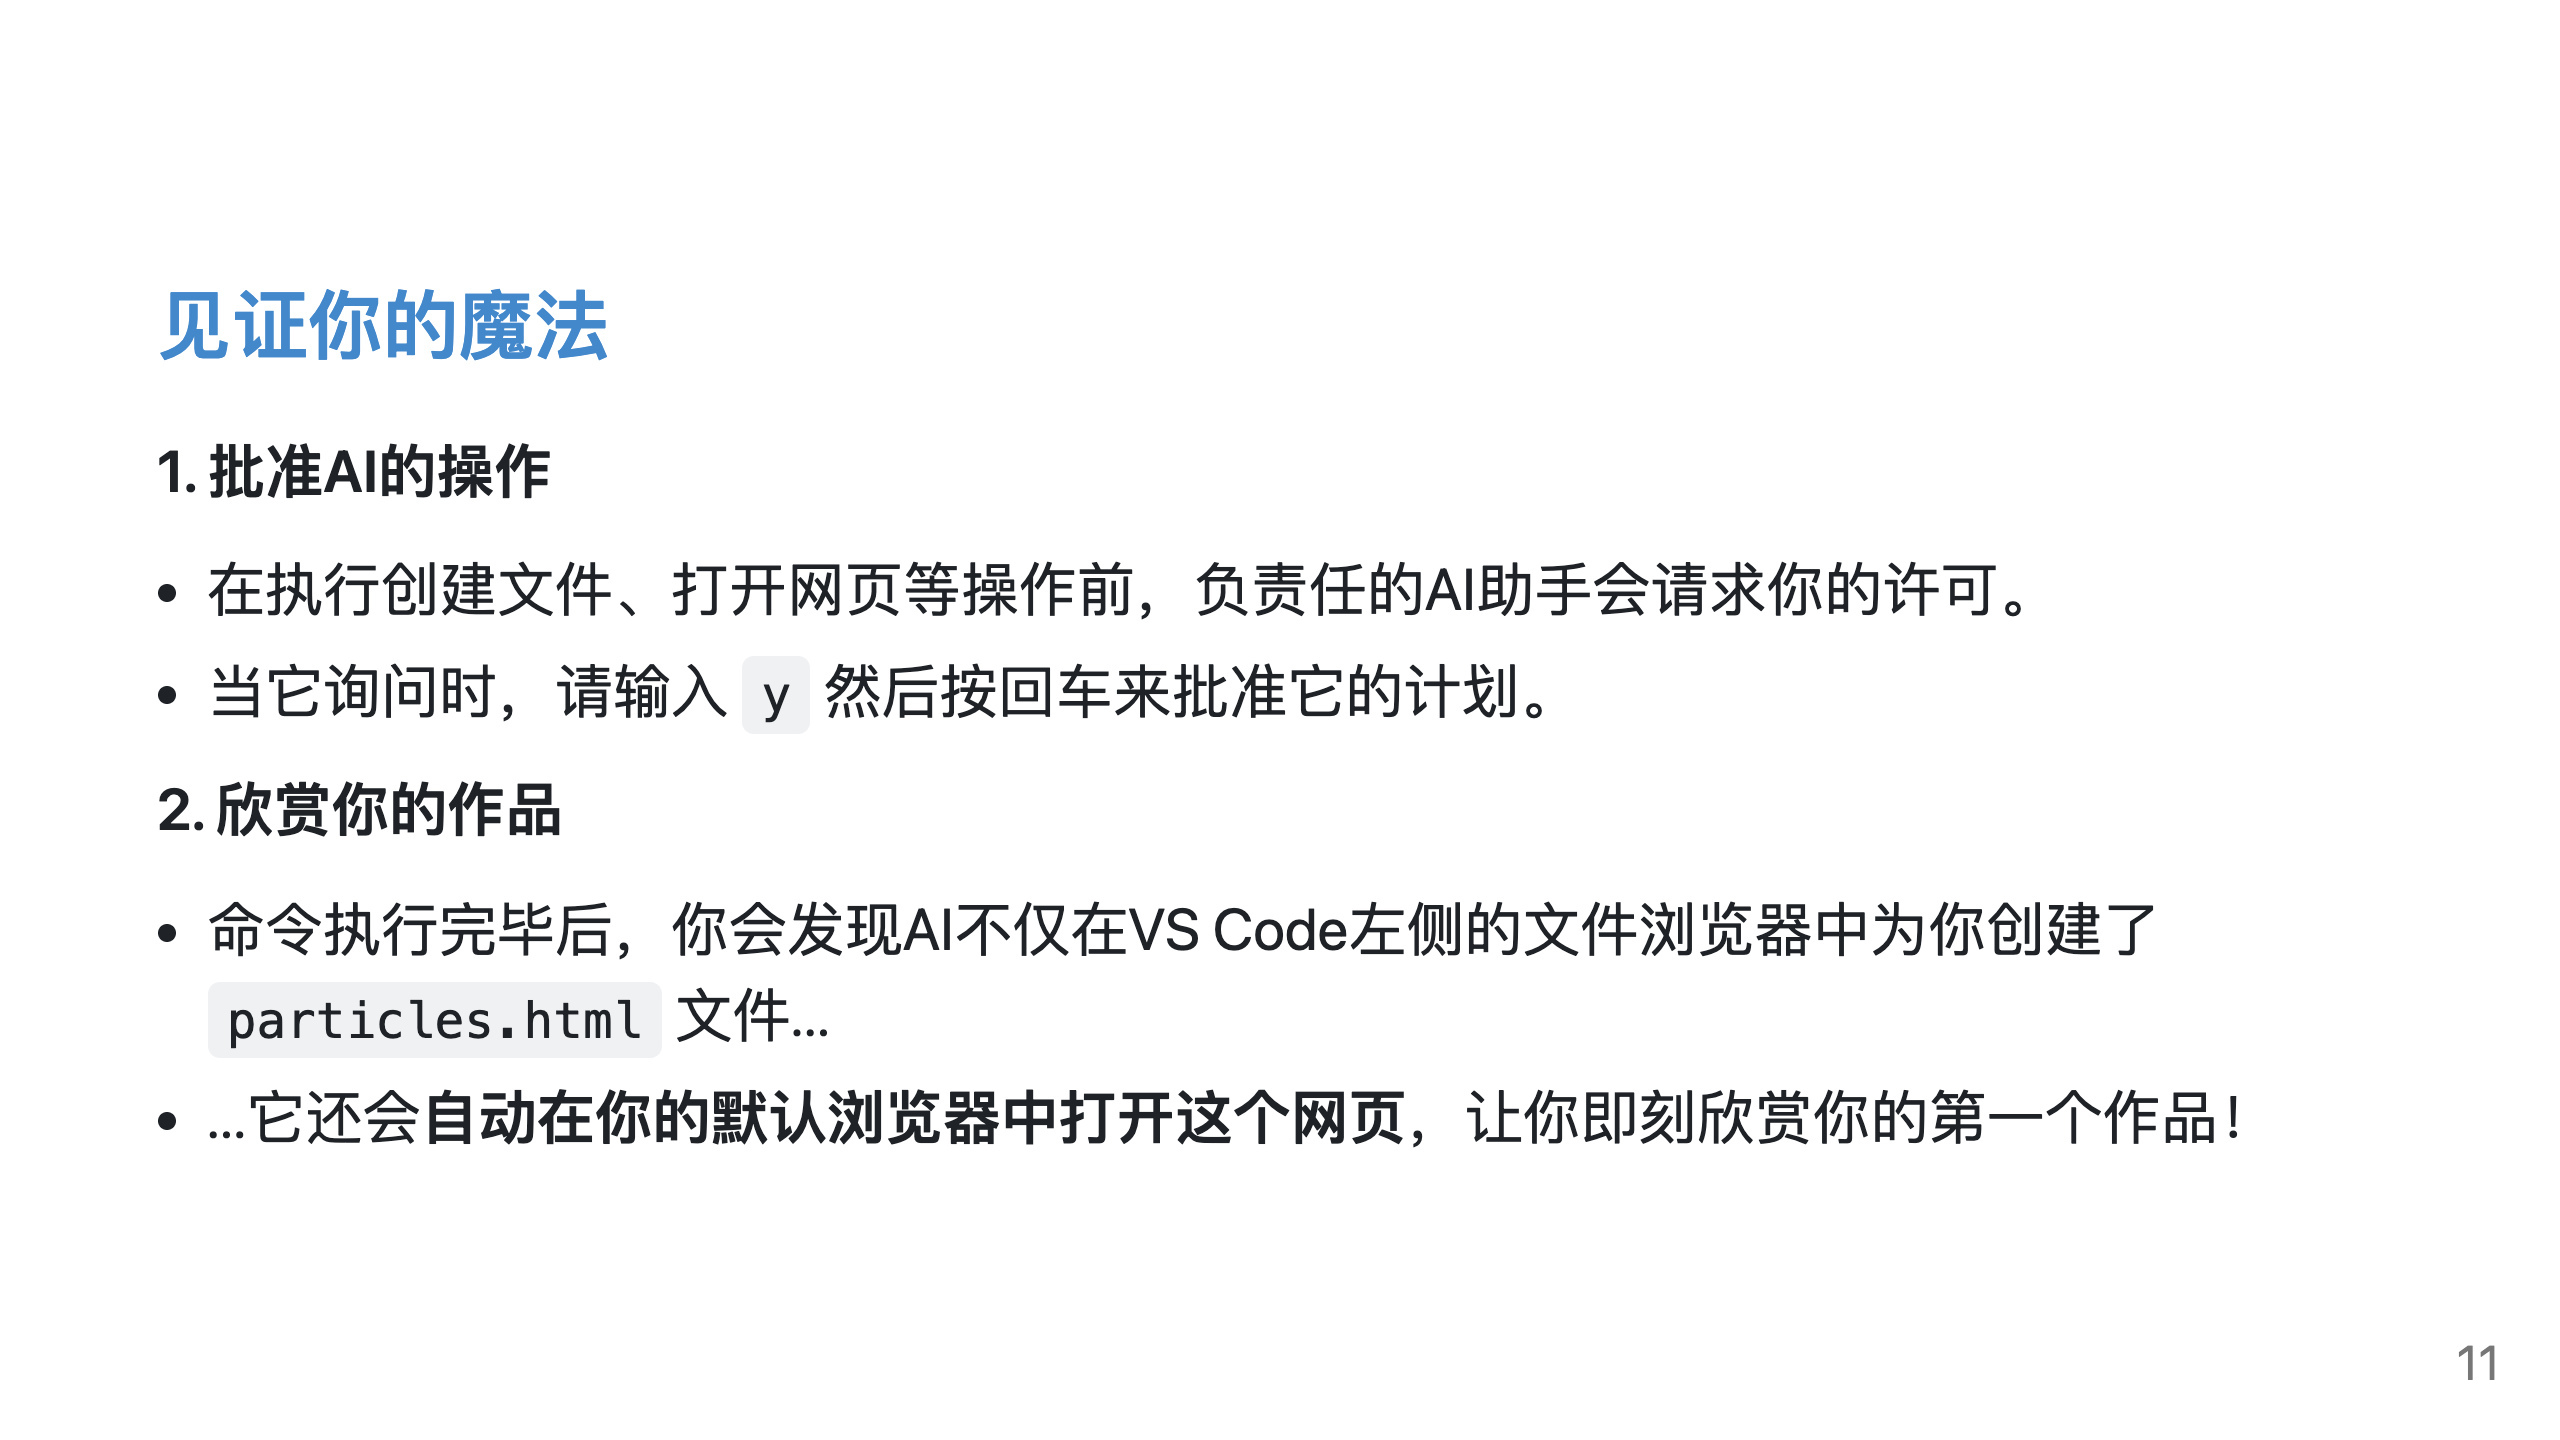 见证你的魔法
1. 批准AI的操作
• 在执行创建文件、打开网页等操作前，负责任的AI助手会请求你的许可。
• 当它询问时，请输入 y 然后按回车来批准它的计划。
2. 欣赏你的作品
• 命令执行完毕后，你会发现AI不仅在VS Code左侧的文件浏览器中为你创建了
particles.html 文件...
• ...它还会自动在你的默认浏览器中打开这个网页，让你即刻欣赏你的第一个作品！
11